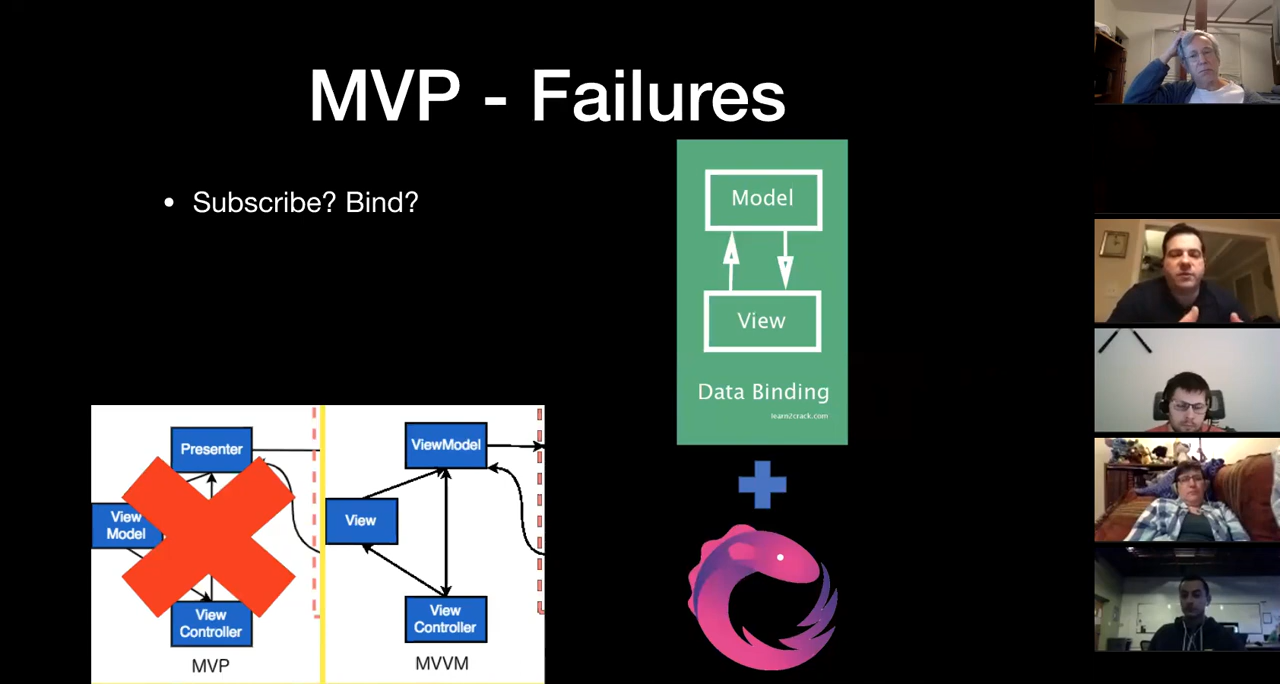 MVP - Failures
• Subscribe? Bind?
Model
View
Data Binding
learn2crack.com
Presenter
View
Model
View
Controller
MVP
ViewModel
View
View
Controller
MVVM